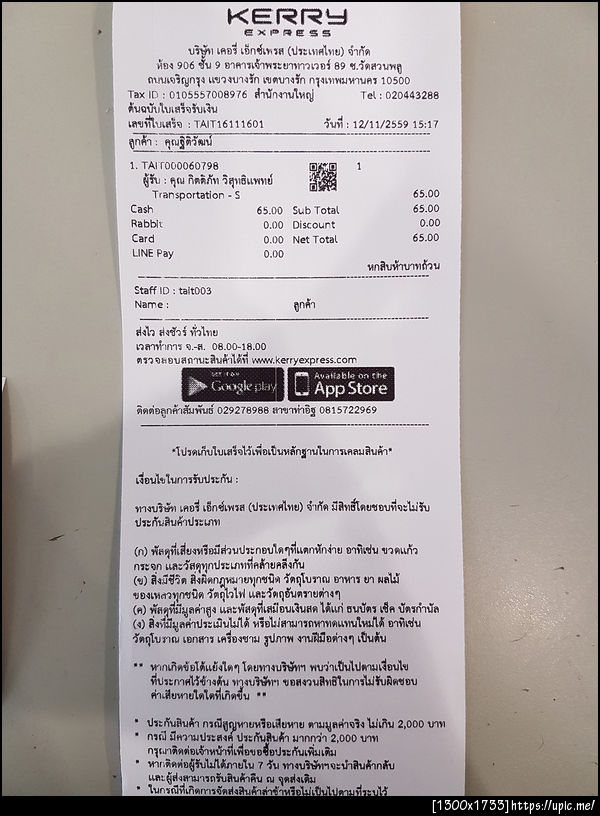 KERRY
EXPRESS
บริษัท เคอรี่ เอ็กซ์เพรส (ประเทศไทย) จำกัด
ห้อง 906 ชั้น 9 อาคารเจ้าพระยาทาวเวอร์ 89 ซ.วัดสวนพลู
ถนนเจริญกรุง แขวงบางรัก เขตบางรัก กรุงเทพมหานคร 10500
Tax ID : 0105557008976 สำนักงานใหญ่ Tel : 020443288
ต้นฉบับใบเสร็จรับเงิน
เลขที่ใบเสร็จ : TAIT16111601 วันที่ : 12/11/2559 15:17
ลูกค้า : คุณฐิติวัฒน์
1. TAIT000060798 1
ผู้รับ : คุณ กิตติภัท วิสุทธิแพทย์
Transportation - S 65.00
Cash 65.00 Sub Total 65.00
Rabbit 0.00 Discount 0.00
Card 0.00 Net Total 65.00
LINE Pay 0.00
หกสิบห้าบาทถ้วน
Staff ID : tait003
Name : ลูกค้า
ส่งไว ส่งชัวร์ ทั่วไทย
เวลาทำการ จ.-ส. 08.00-18.00
ตรวจสอบสถานะสินค้าได้ที่ www.kerryexpress.com
GET IT ON Google play Available on the App Store
ติดต่อลูกค้าสัมพันธ์ 029278988 สาขาท่าอิฐ 0815722969
*โปรดเก็บใบเสร็จไว้เพื่อเป็นหลักฐานในการเคลมสินค้า*
เงื่อนไขในการรับประกัน :
ทางบริษัท เคอรี่ เอ็กซ์เพรส (ประเทศไทย) จำกัด มีสิทธิ์โดยชอบที่จะไม่รับ
ประกันสินค้าประเภท
(ก) พัสดุที่เสี่ยงหรือมีส่วนประกอบใดๆที่แตกหักง่าย อาทิเช่น ขวดแก้ว
กระจก และวัสดุทุกประเภทที่คล้ายคลึงกัน
(ข) สิ่งมีชีวิต สิ่งผิดกฎหมายทุกชนิด วัตถุโบราณ อาหาร ยา ผลไม้
ของเหลวทุกชนิด วัตถุไวไฟ และวัตถุอันตรายต่างๆ
(ค) พัสดุที่มีมูลค่าสูง และพัสดุที่เสมือนเงินสด ได้แก่ ธนบัตร เช็ค บัตรกำนัล
(ง) สิ่งที่มีมูลค่าประเมินไม่ได้ หรือไม่สามารถหาทดแทนใหม่ได้ อาทิเช่น
วัตถุโบราณ เอกสาร เครื่องชาม รูปภาพ งานฝีมือต่างๆ เป็นต้น
** หากเกิดข้อโต้แย้งใดๆ โดยทางบริษัทฯ พบว่าเป็นไปตามเงื่อนไข
ที่ประกาศไว้ข้างต้น ทางบริษัทฯ ขอสงวนสิทธิในการไม่รับผิดชอบ
ค่าเสียหายใดใดที่เกิดขึ้น **
* ประกันสินค้า กรณีสูญหายหรือเสียหาย ตามมูลค่าจริง ไม่เกิน 2,000 บาท
* กรณี มีความประสงค์ ประกันสินค้า มากกว่า 2,000 บาท
กรุณาติดต่อเจ้าหน้าที่เพื่อขอซื้อประกันเพิ่มเติม
* หากติดต่อผู้รับไม่ได้ภายใน 7 วัน ทางบริษัทฯจะนำสินค้ากลับ
และผู้ส่งสามารถรับสินค้าคืน ณ จุดส่งเดิม
* ในกรณีที่เกิดการจัดส่งสินค้าล่าช้าหรือไม่เป็นไปตามที่ระบุไว้
[1300x1733]https://upic.me/